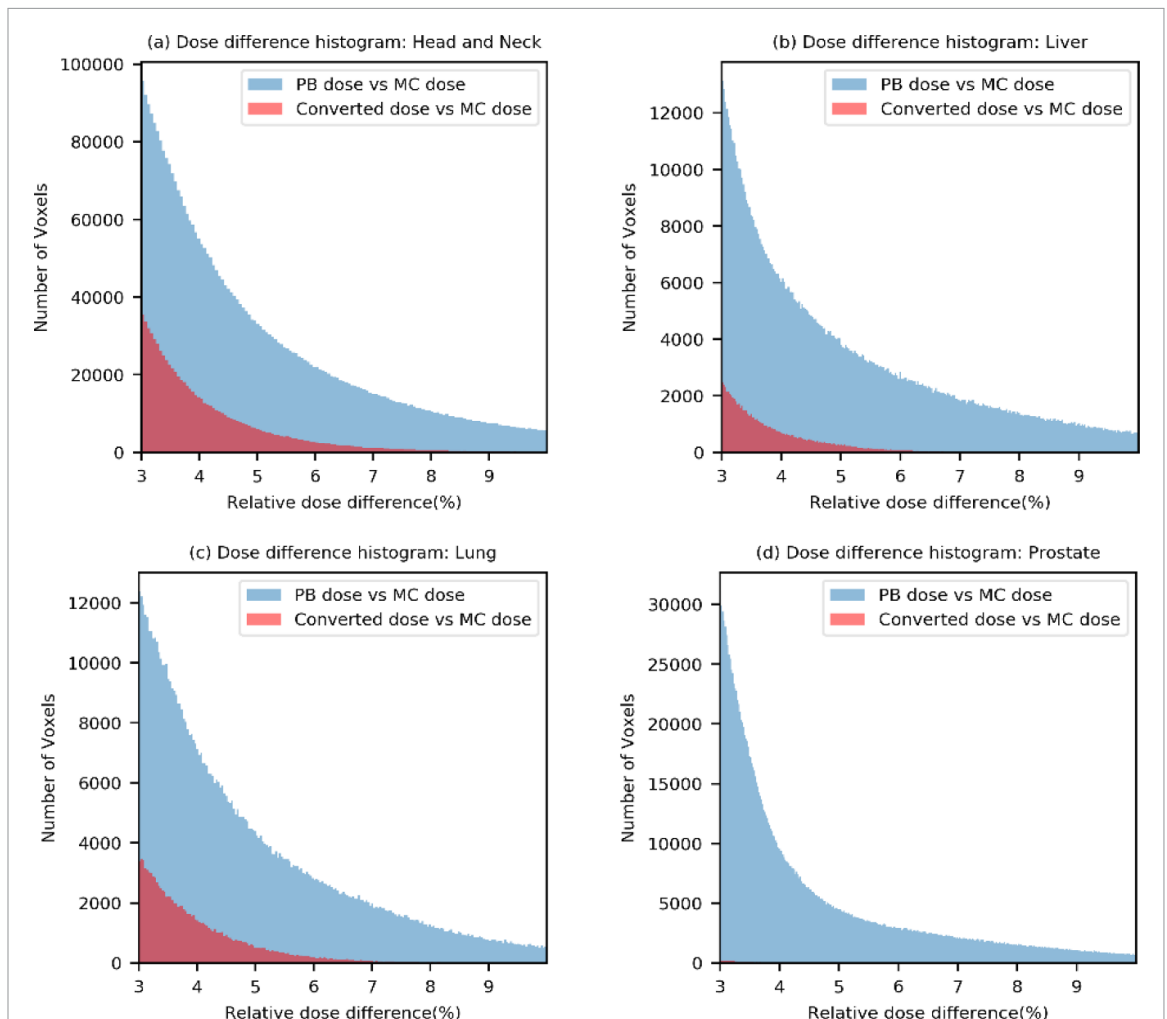 (a) Dose difference histogram: Head and Neck
100000
80000
60000
40000
20000
0
Number of Voxels
PB dose vs MC dose
Converted dose vs MC dose
3 4 5 6 7 8 9
Relative dose difference(%)
(b) Dose difference histogram: Liver
12000
10000
8000
6000
4000
2000
0
Number of Voxels
PB dose vs MC dose
Converted dose vs MC dose
3 4 5 6 7 8 9
Relative dose difference(%)
(c) Dose difference histogram: Lung
12000
10000
8000
6000
4000
2000
0
Number of Voxels
PB dose vs MC dose
Converted dose vs MC dose
3 4 5 6 7 8 9
Relative dose difference(%)
(d) Dose difference histogram: Prostate
30000
25000
20000
15000
10000
5000
0
Number of Voxels
PB dose vs MC dose
Converted dose vs MC dose
3 4 5 6 7 8 9
Relative dose difference(%)